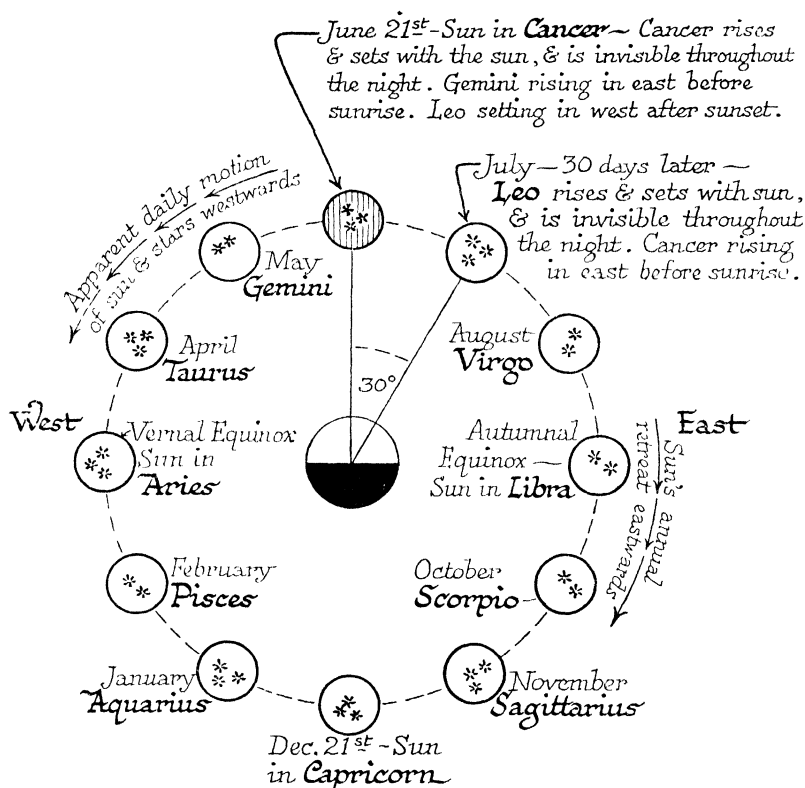 June 21st-Sun in Cancer- Cancer rises
& sets with the sun, & is invisible throughout
the night. Gemini rising in east before
sunrise. Leo setting in west after sunset.
July-30 days later-
Leo rises & sets with sun,
& is invisible throughout
the night. Cancer rising
in east before sunrise.
Apparent daily motion
of sun & stars westwards
May
Gemini
April
Taurus
August
Virgo
30°
West
Vernal Equinox
Sun in
Aries
Autumnal
Equinox-
Sun in Libra
East
Sun's annual
retreat eastwards
February
Pisces
October
Scorpio
January
Aquarius
November
Sagittarius
Dec. 21st-Sun
in Capricorn